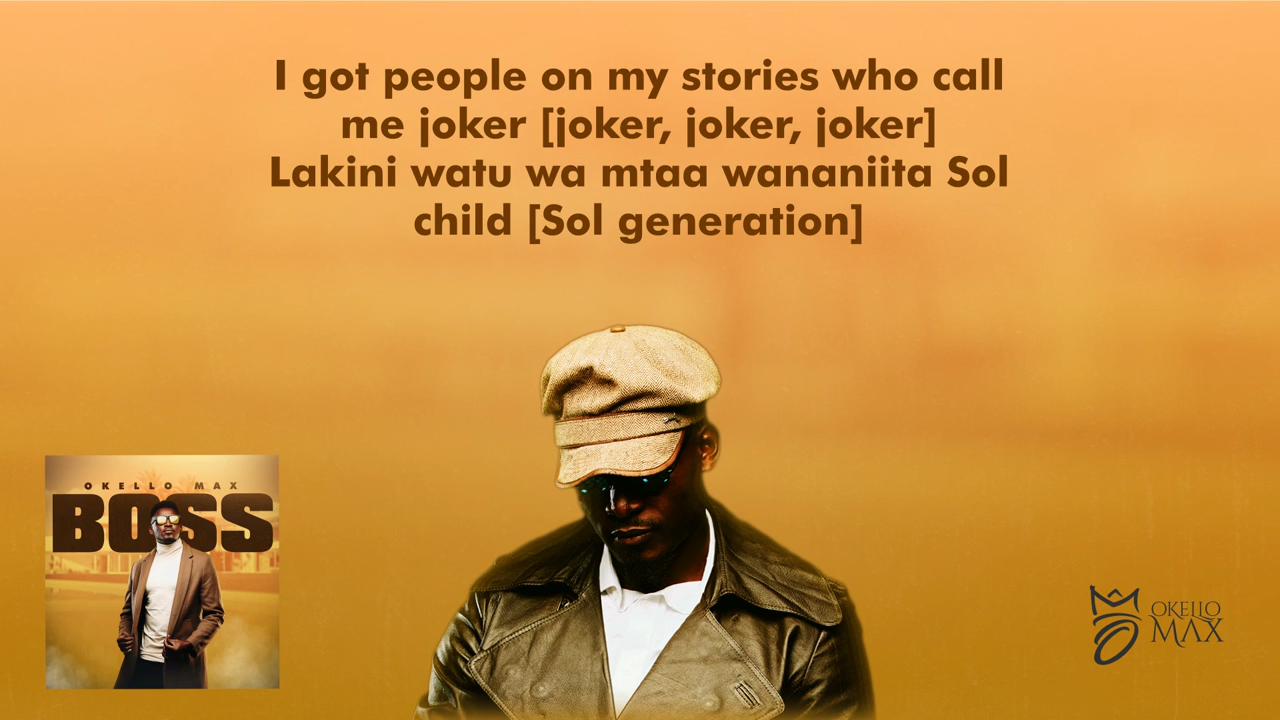 I got people on my stories who call
me joker [joker, joker, joker]
Lakini watu wa mtaa wananiita Sol
child [Sol generation]
OKELLO MAX
BOSS
OKELLO
MAX